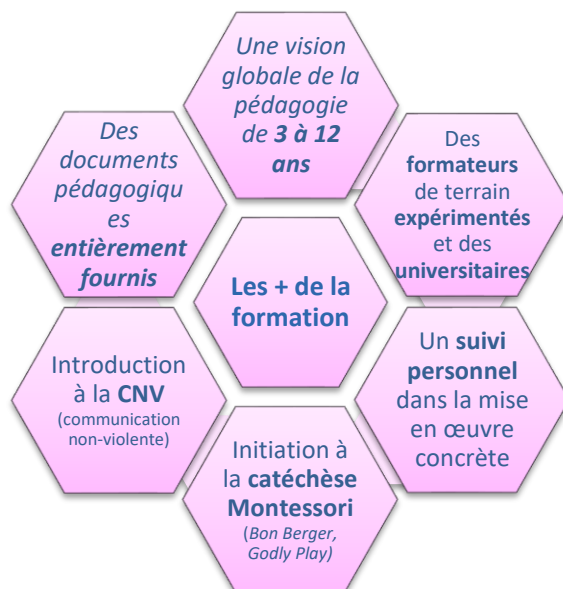 Une vision
globale de la
pédagogie
de 3 à 12
ans
Des
documents
pédagogiqu
es
entièrement
fournis
Des
formateurs
de terrain
expérimentés
et des
universitaires
Les + de la
formation
Introduction
à la CNV
(communication
non-violente)
Un suivi
personnel
dans la mise
en œuvre
concrète
Initiation à
la catéchèse
Montessori
(Bon Berger,
Godly Play)